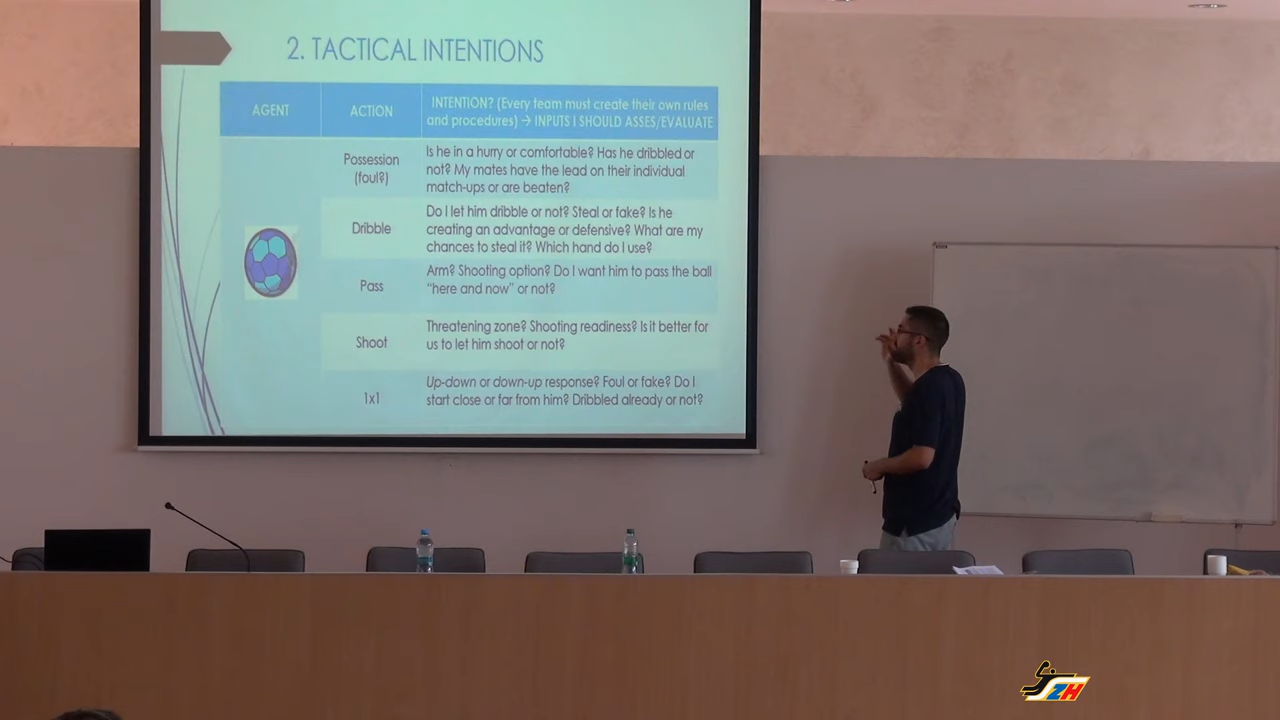 2. TACTICAL INTENTIONS
AGENT
ACTION
INTENTION? (Every team must create their own rules
and procedures) → INPUTS I SHOULD ASSES/EVALUATE
Possession
(foul?)
Is he in a hurry or comfortable? Has he dribbled or
not? My mates have the lead on their individual
match-ups or are beaten?
Dribble
Do I let him dribble or not? Steal or fake? Is he
creating an advantage or defensive? What are my
chances to steal it? Which hand do I use?
Pass
Arm? Shooting option? Do I want him to pass the ball
“here and now” or not?
Shoot
Threatening zone? Shooting readiness? Is it better for
us to let him shoot or not?
1x1
Up-down or down-up response? Foul or fake? Do I
start close or far from him? Dribbled already or not?
ZH